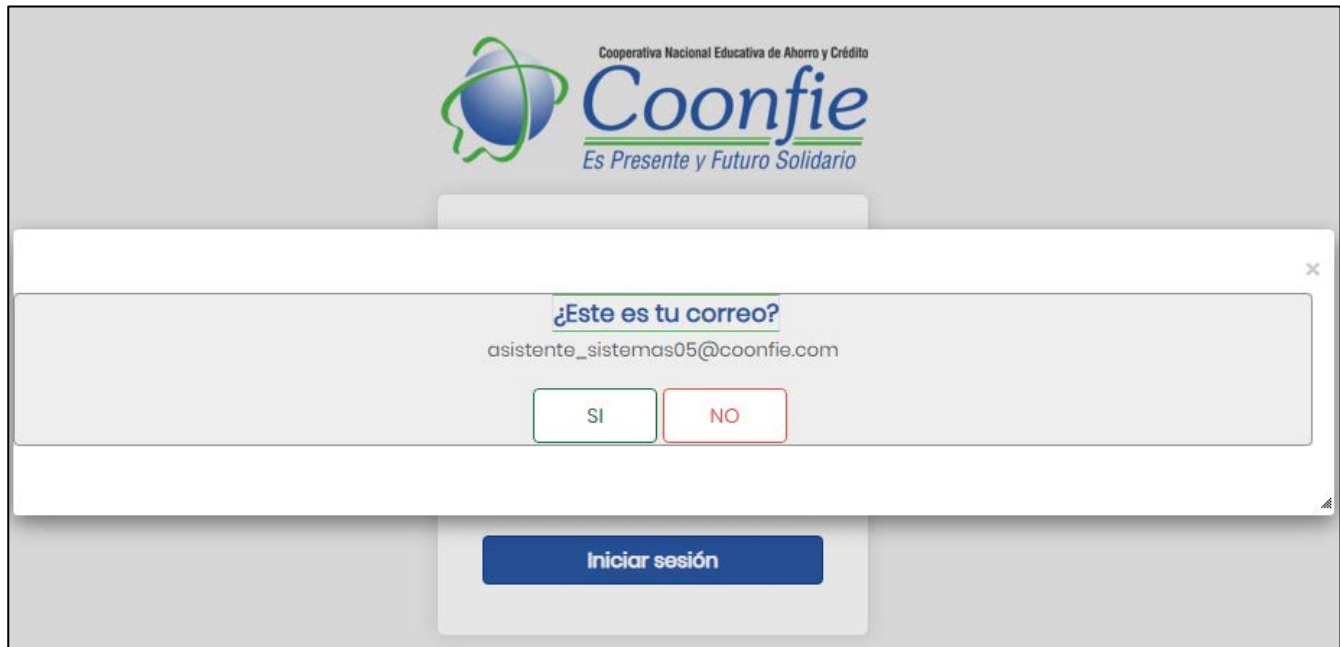 Cooperativa Nacional Educativa de Ahorro y Crédito
Coonfie
Es Presente y Futuro Solidario
×
¿Este es tu correo?
asistente_sistemas05@coonfie.com
SI NO
Iniciar sesión